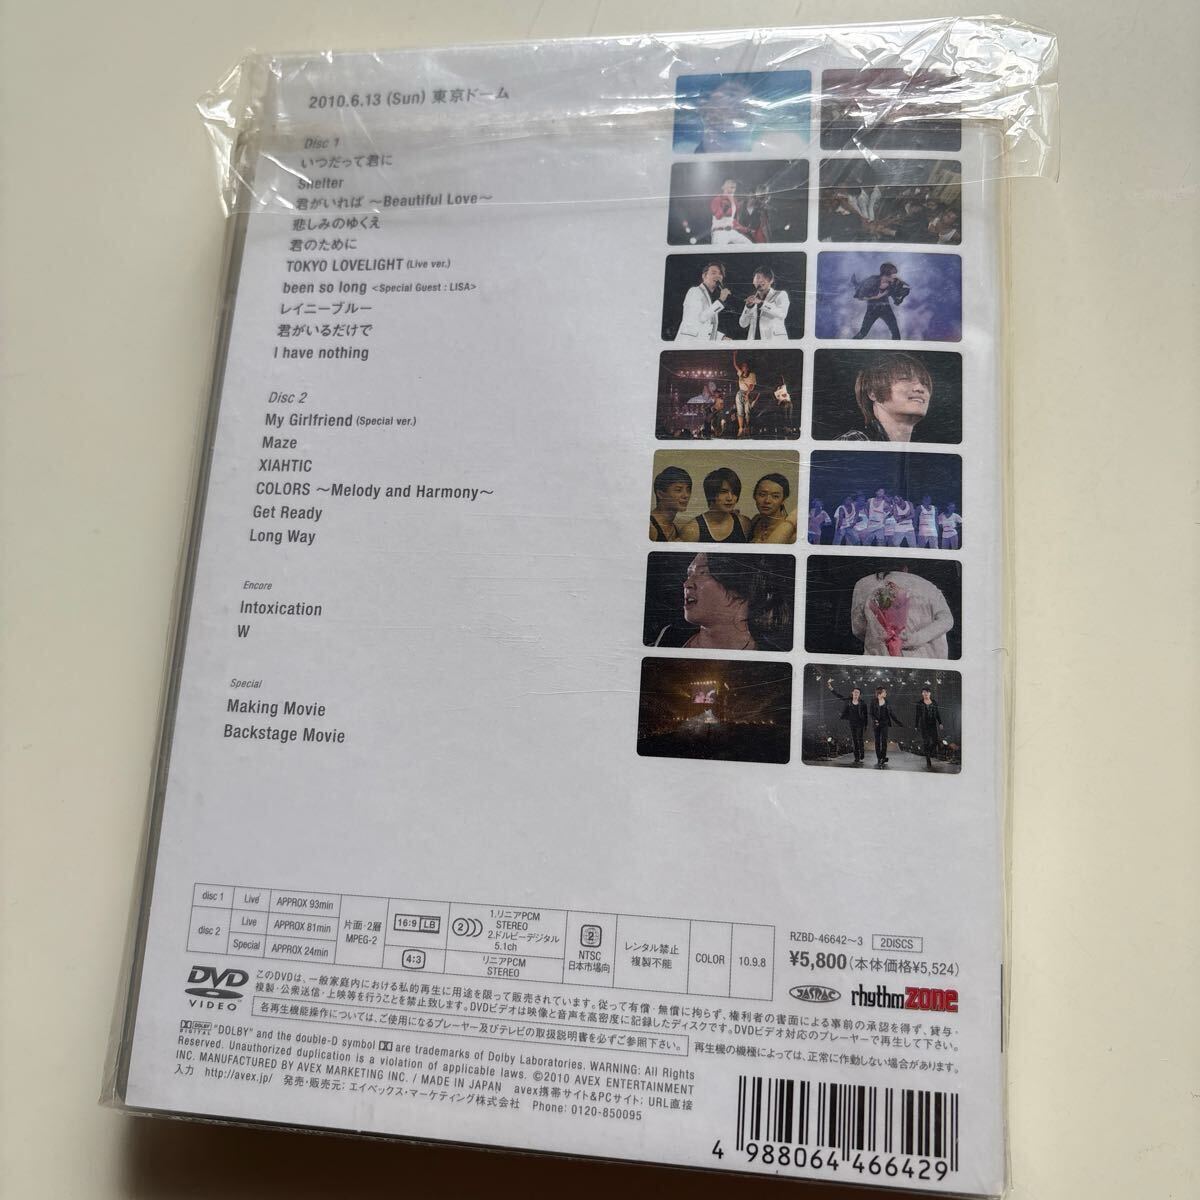 2010.6.13 (Sun) 東京ドーム
Disc 1
いつだって君に
Shelter
君がいれば ～Beautiful Love～
悲しみのゆくえ
君のために
TOKYO LOVELIGHT (Live ver.)
been so long <Special Guest : LISA>
レイニーブルー
君がいるだけで
I have nothing
Disc 2
My Girlfriend (Special ver.)
Maze
XIAHTIC
COLORS ～Melody and Harmony～
Get Ready
Long Way
Encore
Intoxication
W
Special
Making Movie
Backstage Movie
disc 1 Live APPROX 93min
disc 2 Live APPROX 81min
Special APPROX 24min
片面・2層
MPEG-2
16:9 LB
4:3
2
1.リニアPCM
STEREO
2.ドルビーデジタル
5.1ch
リニアPCM
STEREO
2
NTSC
日本市場向
レンタル禁止
複製不能
COLOR
10.9.8
RZBD-46642～3 2DISCS
¥5,800(本体価格¥5,524)
JASRAC rhythmzone
DVD
VIDEO
このDVDは、一般家庭内における私的再生に用途を限って販売されています。従って有償・無償に拘らず、権利者の書面による事前の承諾を得ず、貸与・
複製・公衆送信・上映等を行うことを禁止致します。DVDビデオは映像と音声を高密度に記録したディスクです。DVDビデオ対応のプレーヤーで再生して下さい。
各再生機能操作については、ご使用になるプレーヤー及びテレビの取扱説明書を必ずご参照下さい。 再生機の機種によっては、正常に作動しない場合があります。
DOLBY
DIGITAL
"DOLBY" and the double-D symbol are trademarks of Dolby Laboratories. WARNING: All Rights
Reserved. Unauthorized duplication is a violation of applicable laws. ©2010 AVEX ENTERTAINMENT
INC. MANUFACTURED BY AVEX MARKETING INC. / MADE IN JAPAN avex携帯サイト&PCサイト; URL直接
入力 http://avex.jp/ 発売・販売元: エイベックス・マーケティング株式会社 Phone: 0120-850095
4 988064 466429